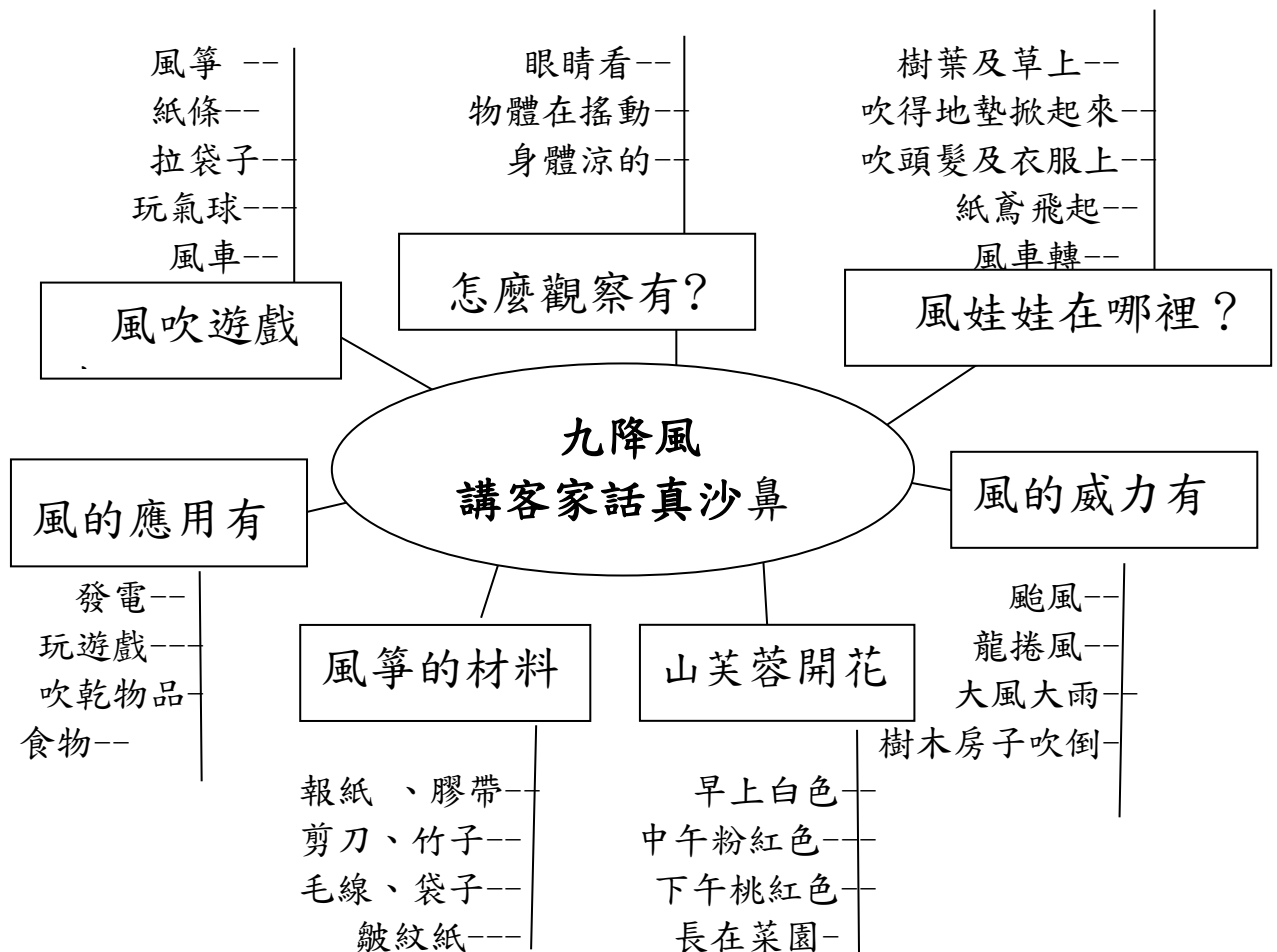 風箏 --
紙條--
拉袋子--
玩氣球---
風車--
風吹遊戲
眼睛看--
物體在搖動--
身體涼的--
怎麼觀察有?
樹葉及草上--
吹得地墊掀起來--
吹頭髮及衣服上--
紙鳶飛起--
風車轉--
風娃娃在哪裡？
九降風
講客家話真沙鼻
風的應用有
發電--
玩遊戲---
吹乾物品-
食物--
風箏的材料
報紙 、膠帶--
剪刀、竹子--
毛線、袋子--
皺紋紙---
山芙蓉開花
早上白色--
中午粉紅色---
下午桃紅色--
長在菜園-
風的威力有
颱風--
龍捲風--
大風大雨--
樹木房子吹倒-